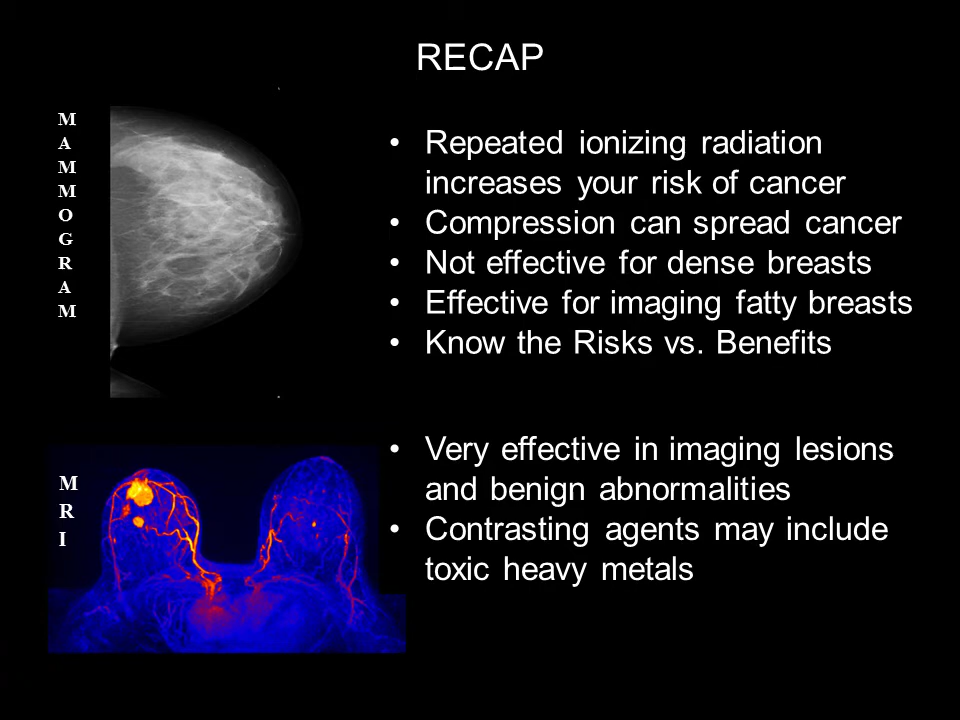 RECAP
MAMMOGRAM
• Repeated ionizing radiation
increases your risk of cancer
• Compression can spread cancer
• Not effective for dense breasts
• Effective for imaging fatty breasts
• Know the Risks vs. Benefits
MRI
• Very effective in imaging lesions
and benign abnormalities
• Contrasting agents may include
toxic heavy metals